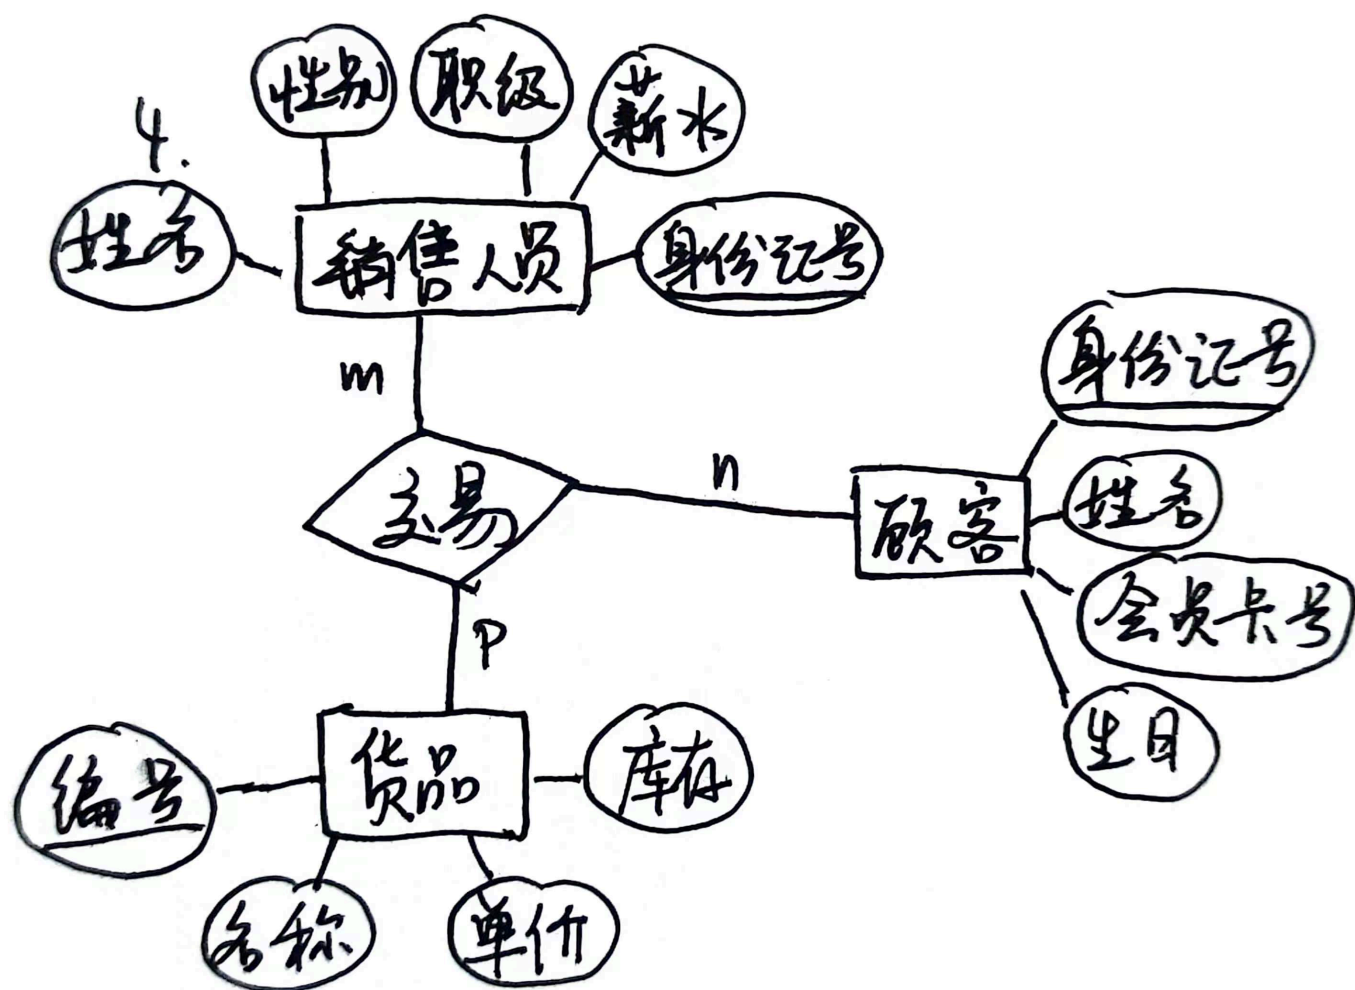 4.
性别
职级
薪水
姓名
销售人员
身份证号
m
身份证号
交易
n
顾客
姓名
会员卡号
生日
p
编号
货品
库存
名称
单价